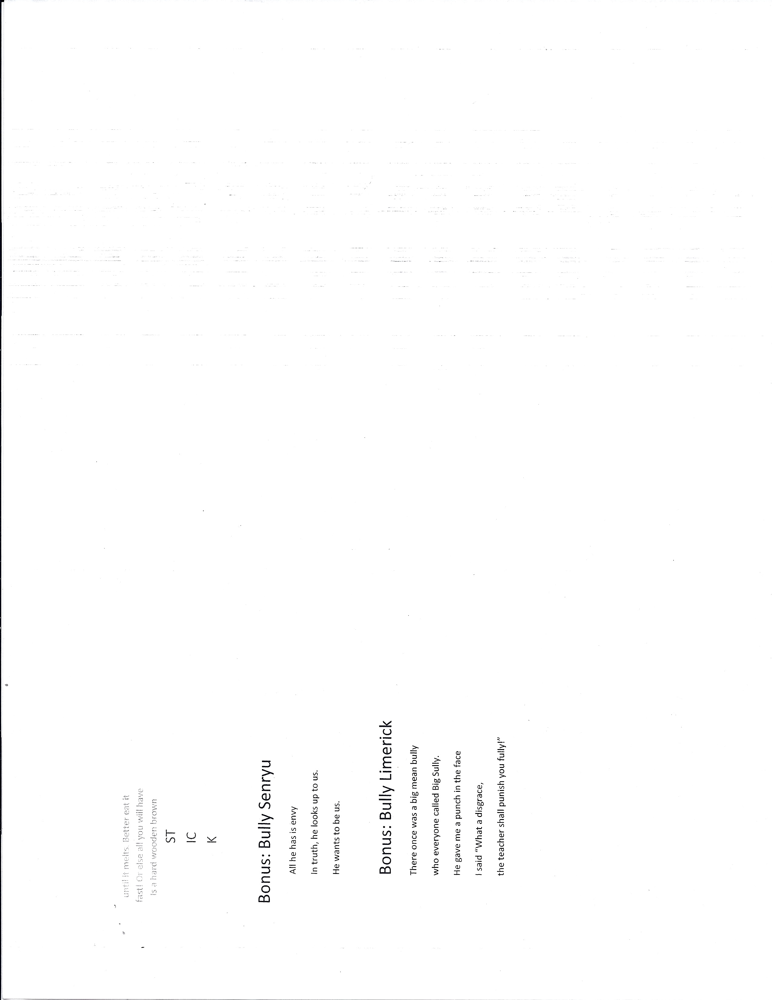 until it melts. Better eat it
fast! Or else all you will have
is a hard wooden brown
ST
IC
K
Bonus: Bully Senryu
All he has is envy
In truth, he looks up to us.
He wants to be us.
Bonus: Bully Limerick
There once was a big mean bully
who everyone called Big Sully.
He gave me a punch in the face
I said “What a disgrace,
the teacher shall punish you fully!”